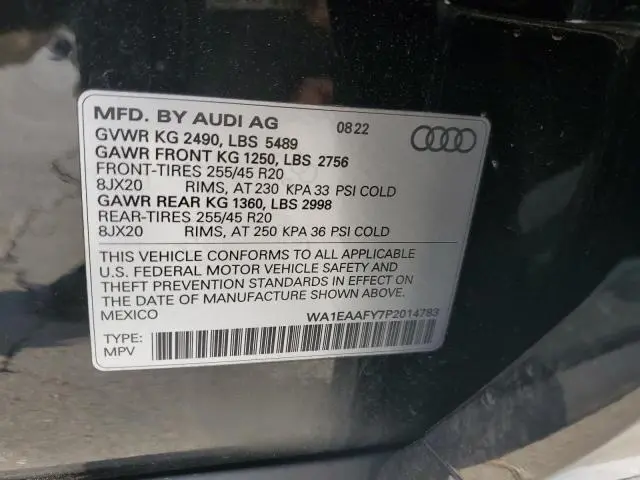 MFD. BY AUDI AG 08 22
GVWR KG 2490, LBS 5489
GAWR FRONT KG 1250, LBS 2756
FRONT-TIRES 255/45 R20
8JX20 RIMS, AT 230 KPA 33 PSI COLD
GAWR REAR KG 1360, LBS 2998
REAR-TIRES 255/45 R20
8JX20 RIMS, AT 250 KPA 36 PSI COLD
THIS VEHICLE CONFORMS TO ALL APPLICABLE
U.S. FEDERAL MOTOR VEHICLE SAFETY AND
THEFT PREVENTION STANDARDS IN EFFECT ON
THE DATE OF MANUFACTURE SHOWN ABOVE.
MEXICO WA1EAAFY7P2014783
TYPE:
MPV